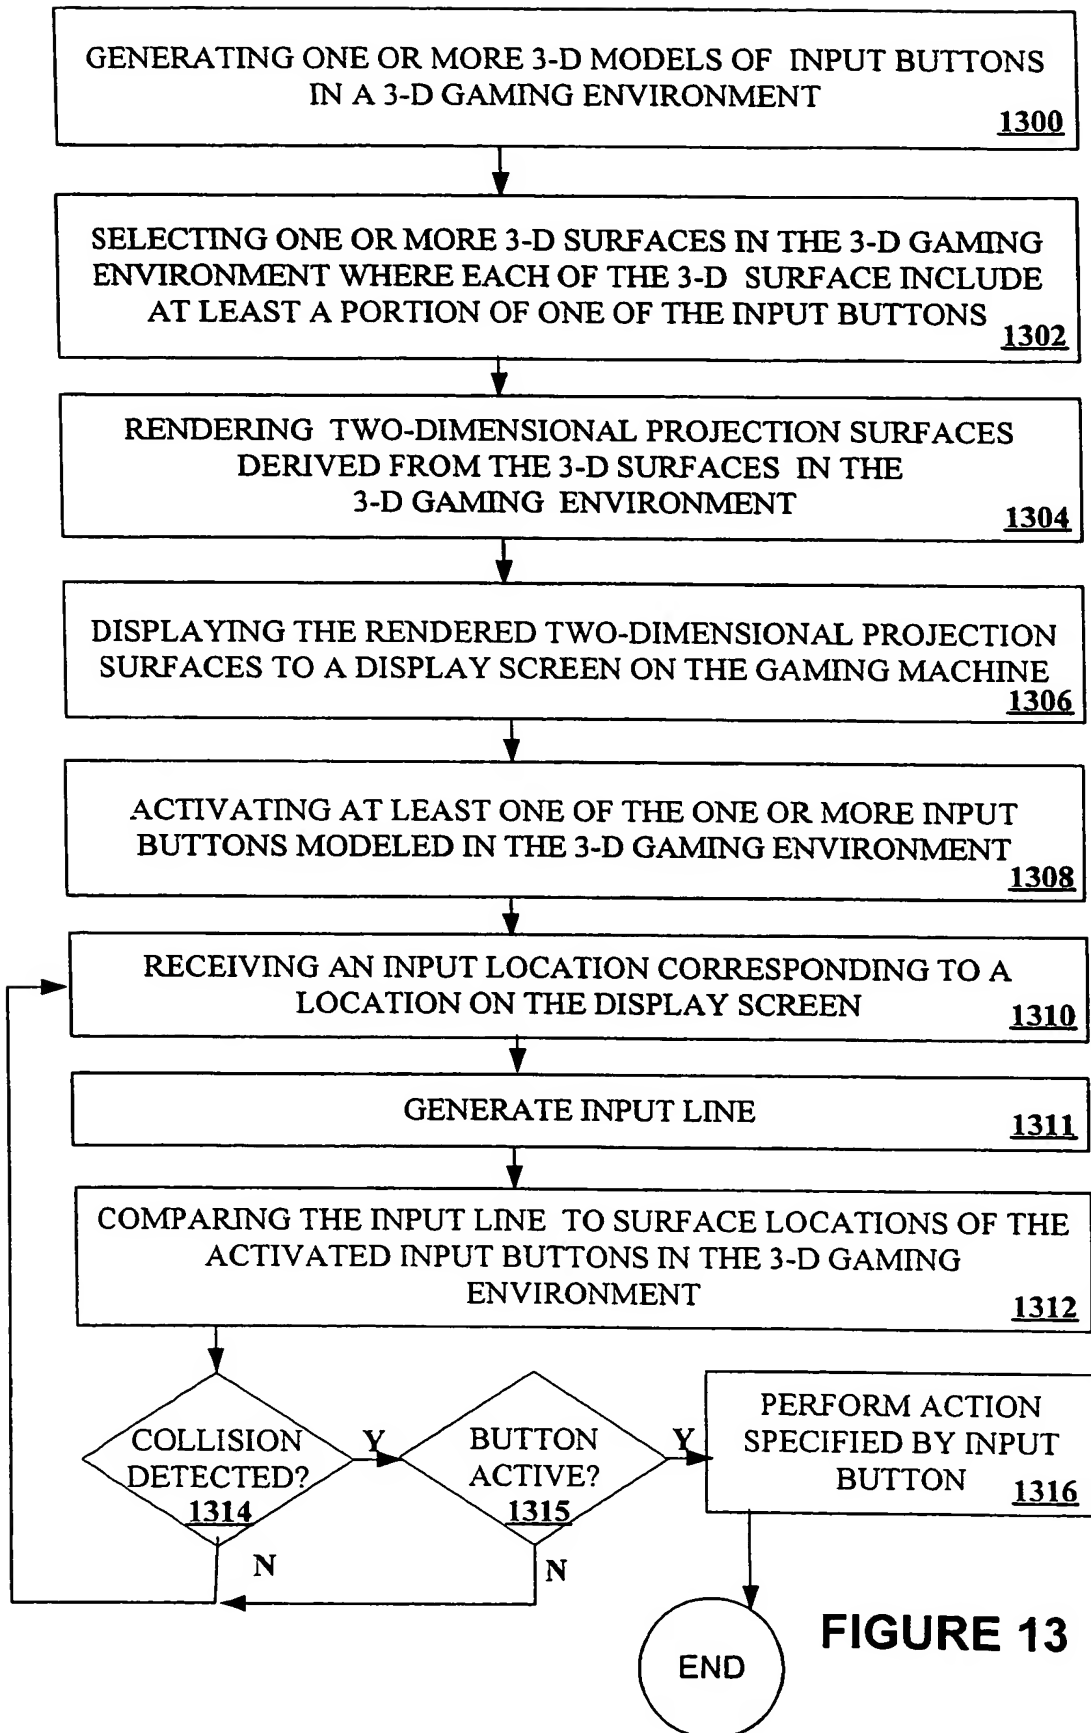 GENERATING ONE OR MORE 3-D MODELS OF INPUT BUTTONS
IN A 3-D GAMING ENVIRONMENT
1300
SELECTING ONE OR MORE 3-D SURFACES IN THE 3-D GAMING
ENVIRONMENT WHERE EACH OF THE 3-D SURFACE INCLUDE
AT LEAST A PORTION OF ONE OF THE INPUT BUTTONS
1302
RENDERING TWO-DIMENSIONAL PROJECTION SURFACES
DERIVED FROM THE 3-D SURFACES IN THE
3-D GAMING ENVIRONMENT
1304
DISPLAYING THE RENDERED TWO-DIMENSIONAL PROJECTION
SURFACES TO A DISPLAY SCREEN ON THE GAMING MACHINE
1306
ACTIVATING AT LEAST ONE OF THE ONE OR MORE INPUT
BUTTONS MODELED IN THE 3-D GAMING ENVIRONMENT
1308
RECEIVING AN INPUT LOCATION CORRESPONDING TO A
LOCATION ON THE DISPLAY SCREEN
1310
GENERATE INPUT LINE
1311
COMPARING THE INPUT LINE TO SURFACE LOCATIONS OF THE
ACTIVATED INPUT BUTTONS IN THE 3-D GAMING
ENVIRONMENT
1312
COLLISION
DETECTED?
1314
Y
N
BUTTON
ACTIVE?
1315
Y
N
PERFORM ACTION
SPECIFIED BY INPUT
BUTTON
1316
END
FIGURE 13